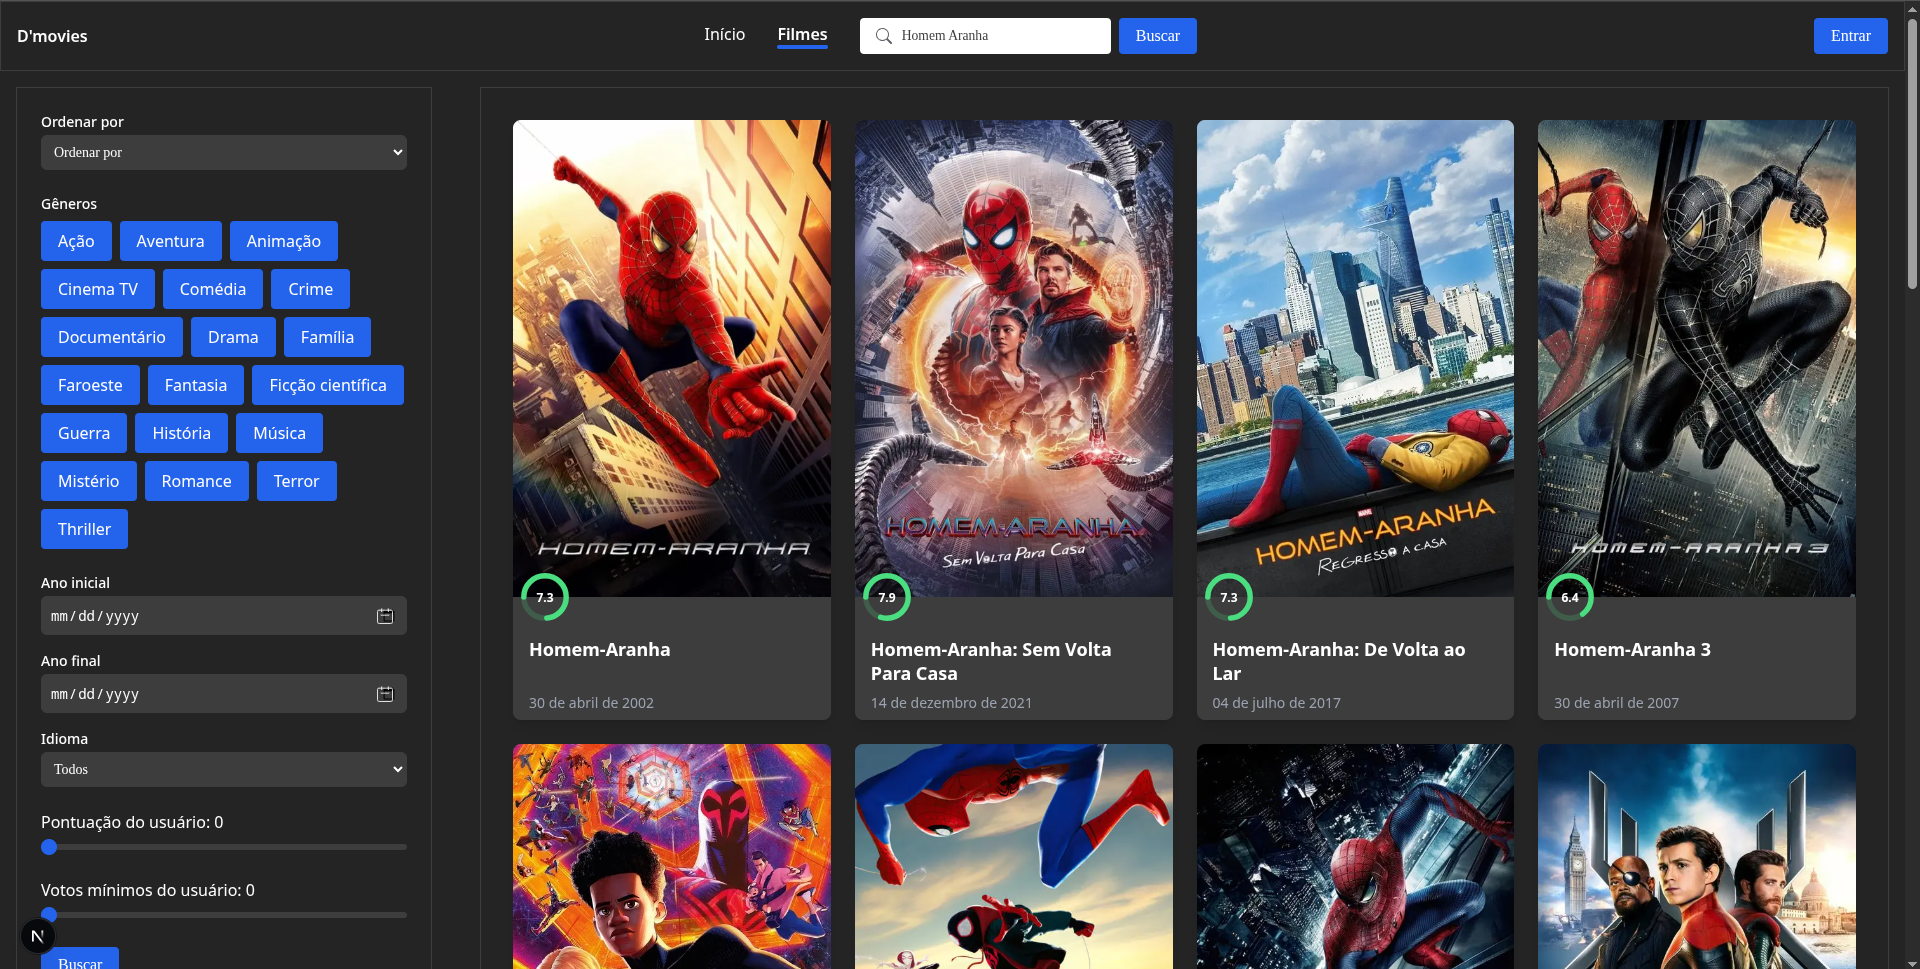 D'movies
Início
Filmes
Homem Aranha
Buscar
Entrar
Ordenar por
Ordenar por
Gêneros
Ação
Aventura
Animação
Cinema TV
Comédia
Crime
Documentário
Drama
Família
Faroeste
Fantasia
Ficção científica
Guerra
História
Música
Mistério
Romance
Terror
Thriller
Ano inicial
mm/dd/yyyy
Ano final
mm/dd/yyyy
Idioma
Todos
Pontuação do usuário: 0
Votos mínimos do usuário: 0
N
Buscar
HOMEM-ARANHA
7.3
Homem-Aranha
30 de abril de 2002
HOMEM-ARANHA
SEM VOLTA PARA CASA
7.9
Homem-Aranha: Sem Volta
Para Casa
14 de dezembro de 2021
MARVEL
HOMEM-ARANHA
REGRESSO A CASA
7.3
Homem-Aranha: De Volta ao
Lar
04 de julho de 2017
HOMEM-ARANHA 3
6.4
Homem-Aranha 3
30 de abril de 2007